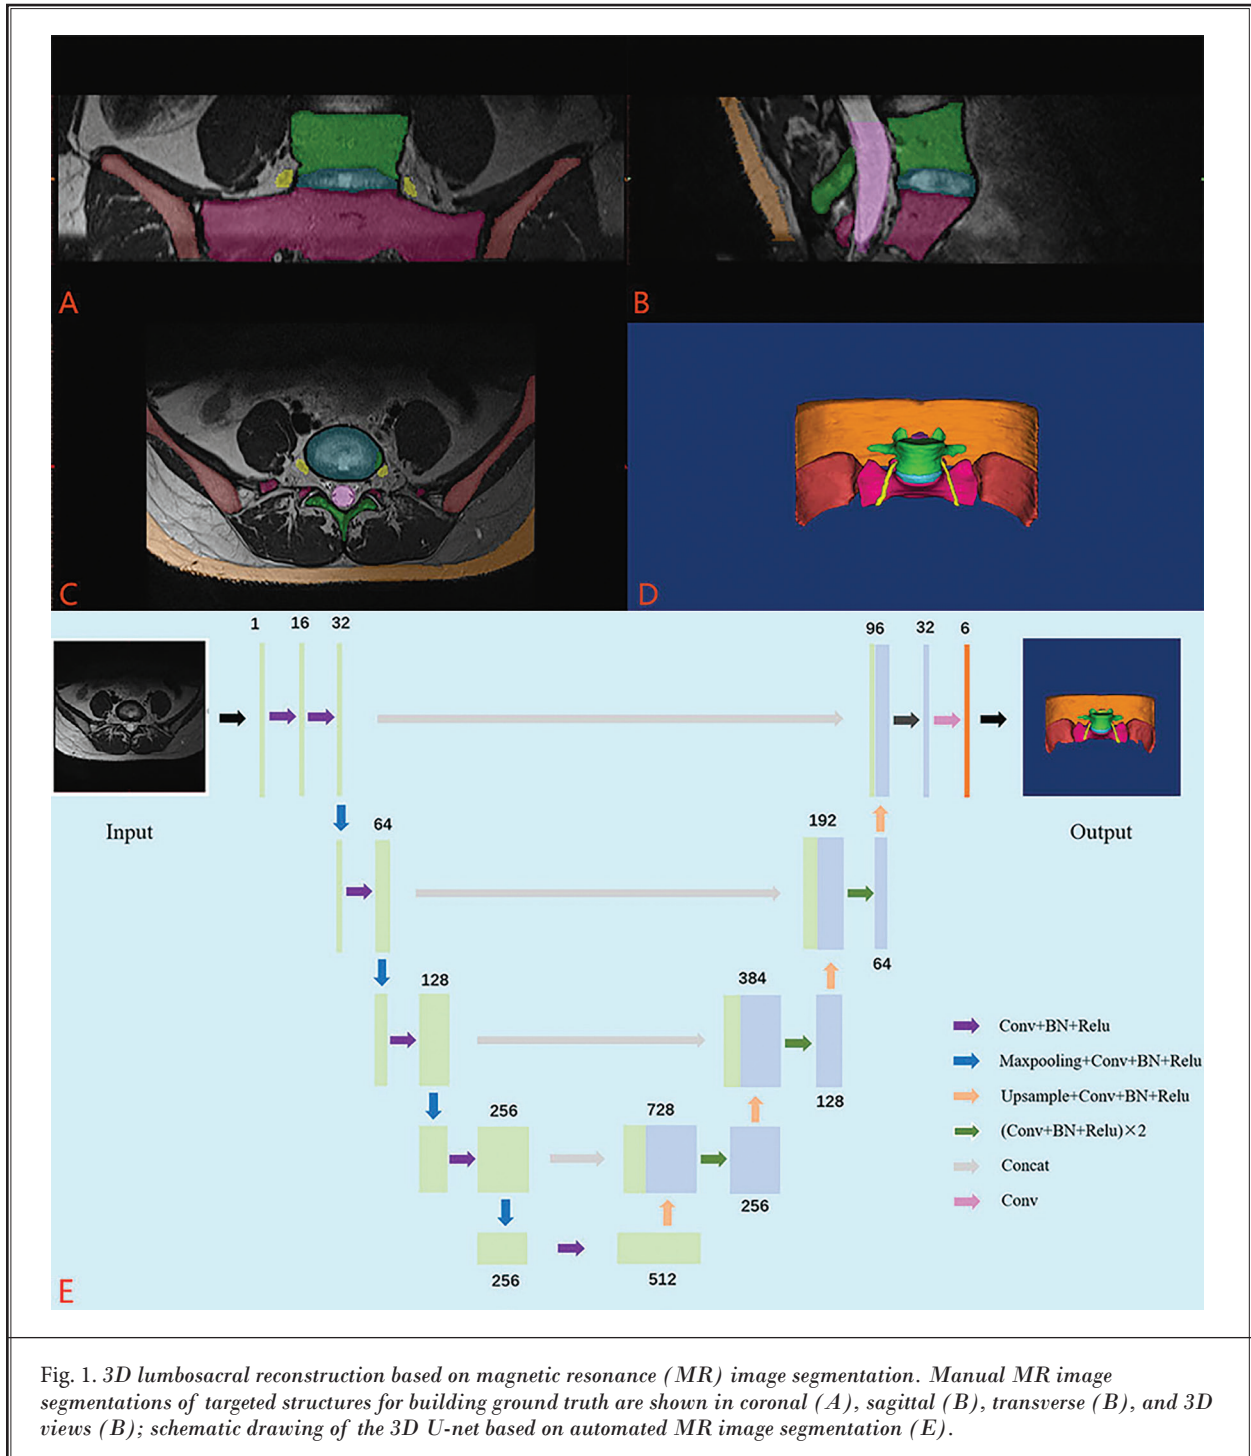 A
B
C
D
1 16 32
96 32 6
Input
64
192
Output
64
128
384
Conv+BN+Relu
Maxpooling+Conv+BN+Relu
128
Upsample+Conv+BN+Relu
256
728
(Conv+BN+Relu)×2
Concat
256
Conv
256
512
E
Fig. 1. 3D lumbosacral reconstruction based on magnetic resonance (MR) image segmentation. Manual MR image
segmentations of targeted structures for building ground truth are shown in coronal (A), sagittal (B), transverse (B), and 3D
views (B); schematic drawing of the 3D U-net based on automated MR image segmentation (E).